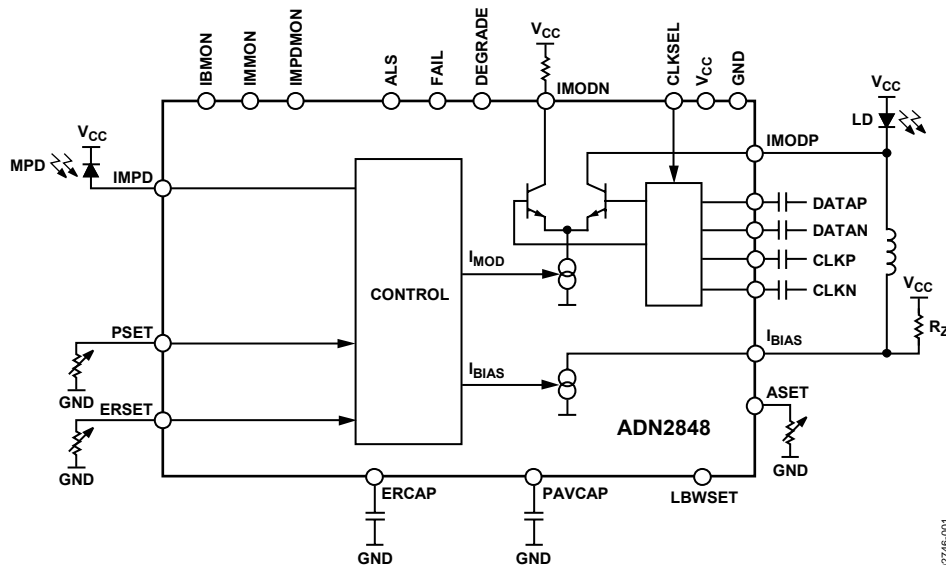 IBMON
IMMON
IMPDMON
ALS
FAIL
DEGRADE
VCC
IMODN
CLKSEL
VCC
GND
VCC
LD
IMODP
VCC
MPD
IMPD
DATAP
DATAN
CLKP
CLKN
IMOD
CONTROL
VCC
RZ
PSET
GND
IBIAS
IBIAS
ERSET
GND
ASET
GND
ADN2848
ERCAP
GND
PAVCAP
GND
LBWSET